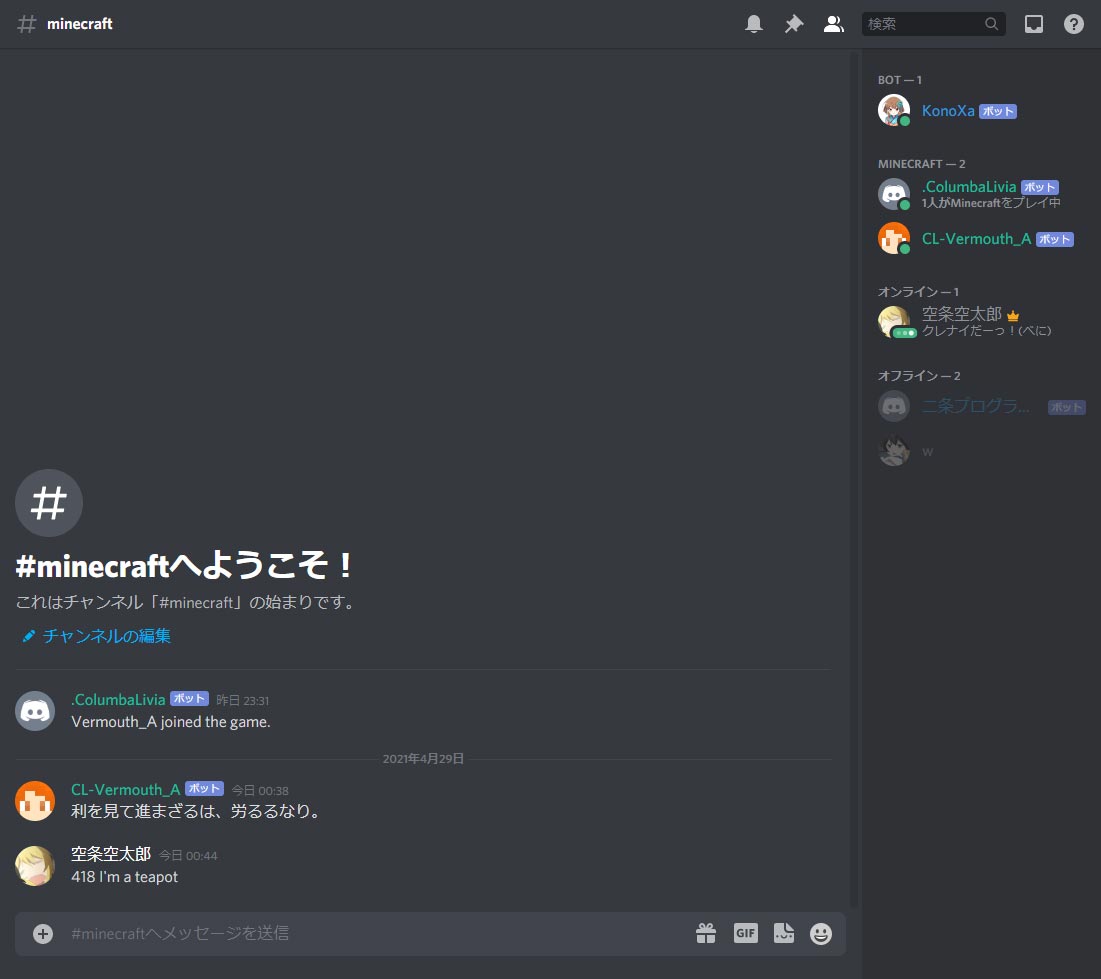 minecraft
検索
BOT — 1
KonoXa ボット
MINECRAFT — 2
.ColumbaLivia ボット
1人がMinecraftをプレイ中
CL-Vermouth_A ボット
オンライン — 1
空条空太郎
クレナイだーっ！(べに)
オフライン — 2
二条プログラ... ボット
w
#minecraftへようこそ！
これはチャンネル「#minecraft」の始まりです。
チャンネルの編集
.ColumbaLivia ボット 昨日 23:31
Vermouth_A joined the game.
2021年4月29日
CL-Vermouth_A ボット 今日 00:38
利を見て進まざるは、労るるなり。
空条空太郎 今日 00:44
418 I'm a teapot
#minecraftへメッセージを送信
GIF